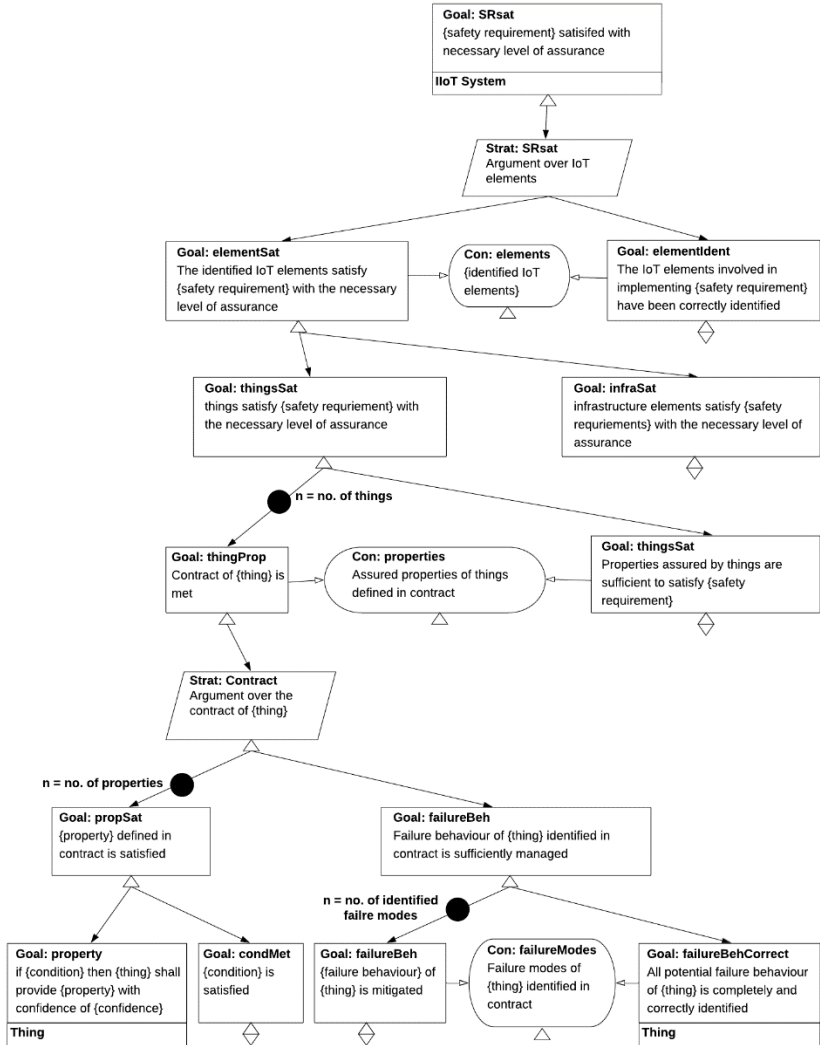 Goal: SRsat
{safety requirement} satisifed with
necessary level of assurance
IIoT System
Strat: SRsat
Argument over IoT
elements
Goal: elementSat
The identified IoT elements satisfy
{safety requirement} with the necessary
level of assurance
Con: elements
{identified IoT
elements}
Goal: elementIdent
The IoT elements involved in
implementing {safety requirement}
have been correctly identified
Goal: thingsSat
things satisfy {safety requriement} with
the necessary level of assurance
Goal: infraSat
infrastructure elements satisfy {safety
requriements} with the necessary level of
assurance
n = no. of things
Goal: thingProp
Contract of {thing} is
met
Con: properties
Assured properties of things
defined in contract
Goal: thingsSat
Properties assured by things are
sufficient to satisfy {safety
requirement}
Strat: Contract
Argument over the
contract of {thing}
n = no. of properties
Goal: propSat
{property} defined in
contract is satisfied
Goal: failureBeh
Failure behaviour of {thing} identified in
contract is sufficiently managed
n = no. of identified
failre modes
Goal: property
if {condition} then {thing} shall
provide {property} with
confidence of {confidence}
Thing
Goal: condMet
{condition} is
satisfied
Goal: failureBeh
{failure behaviour} of
{thing} is mitigated
Con: failureModes
Failure modes of
{thing} identified in
contract
Goal: failureBehCorrect
All potential failure behaviour
of {thing} is completely and
correctly identified
Thing